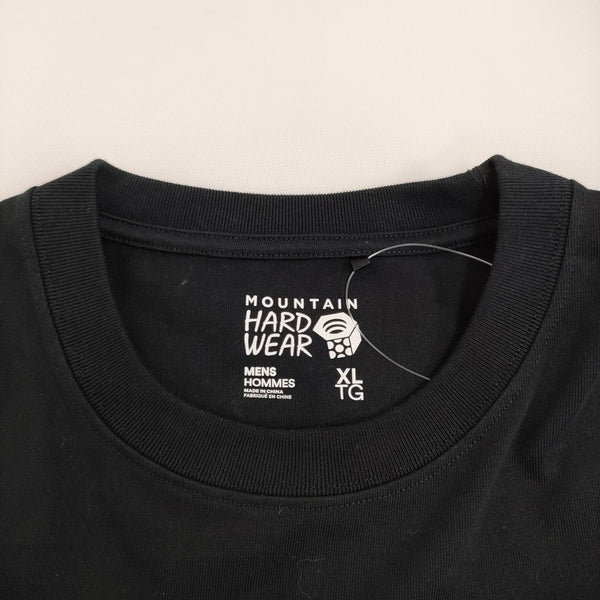 MOUNTAIN
HARD
WEAR
MENS
HOMMES
MADE IN CHINA
FABRIQUÉ EN CHINE
XL
TG